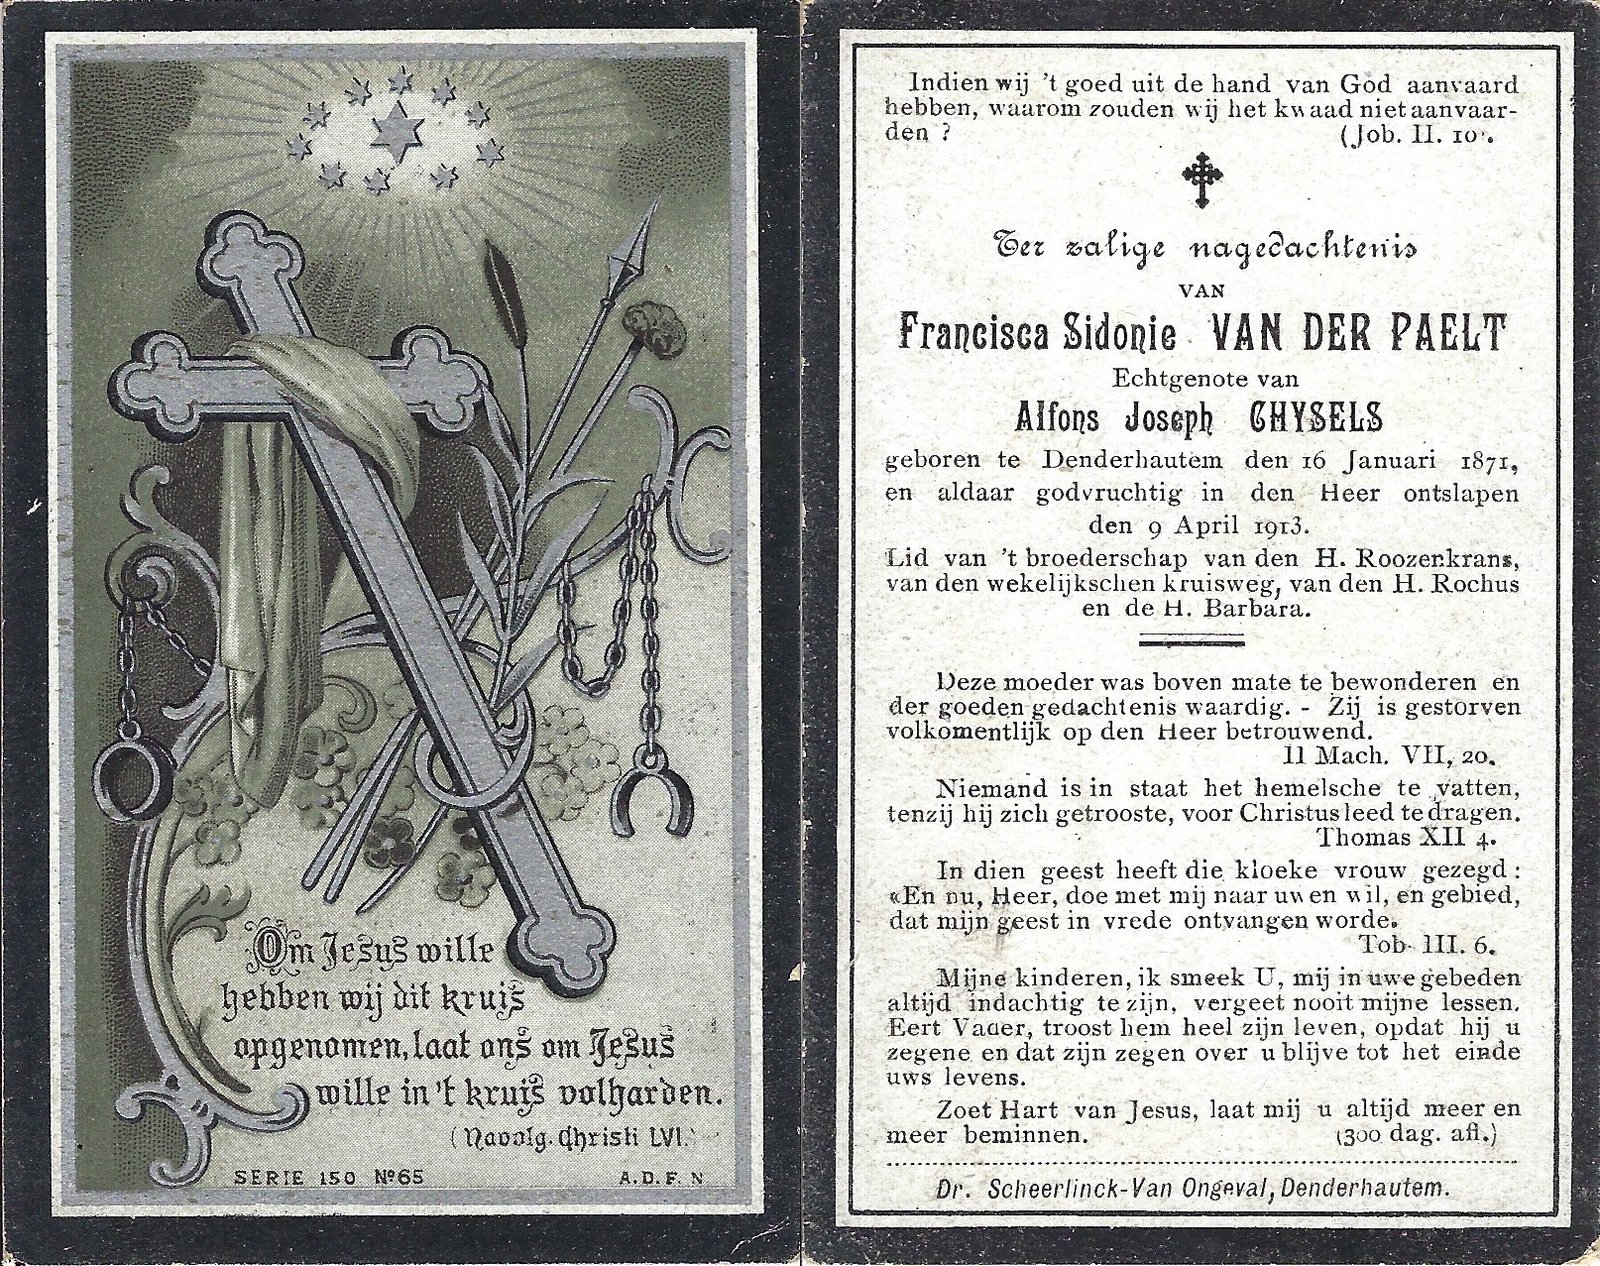 Om Jesus wille
hebben wij dit kruis
opgenomen, laat ons om Jesus
wille in 't kruis volharden.
(Navolg. Christi LVI.)
SERIE 150 Nº 65
A.D.F. N
Indien wij 't goed uit de hand van God aanvaard
hebben, waarom zouden wij het kwaad niet aanvaar-
den ? (Job. II. 10).
Ter zalige nagedachtenis
VAN
Francisca Sidonie VAN DER PAELT
Echtgenote van
Alfons Joseph GHYSELS
geboren te Denderhautem den 16 Januari 1871,
en aldaar godvruchtig in den Heer ontslapen
den 9 April 1913.
Lid van 't broederschap van den H. Roozenkrans,
van den wekelijkschen kruisweg, van den H. Rochus
en de H. Barbara.
Deze moeder was boven mate te bewonderen en
der goeden gedachtenis waardig. - Zij is gestorven
volkomentlijk op den Heer betrouwend.
II Mach. VII, 20.
Niemand is in staat het hemelsche te vatten,
tenzij hij zich getrooste, voor Christus leed te dragen.
Thomas XII 4.
In dien geest heeft die kloeke vrouw gezegd :
«En nu, Heer, doe met mij naar uwen wil, en gebied,
dat mijn geest in vrede ontvangen worde.
Tob. III. 6.
Mijne kinderen, ik smeek U, mij in uwe gebeden
altijd indachtig te zijn, vergeet nooit mijne lessen.
Eert Vader, troost hem heel zijn leven, opdat hij u
zegene en dat zijn zegen over u blijve tot het einde
uws levens.
Zoet Hart van Jesus, laat mij u altijd meer en
meer beminnen. (300 dag. afl.)
Dr. Scheerlinck-Van Ongeval, Denderhautem.